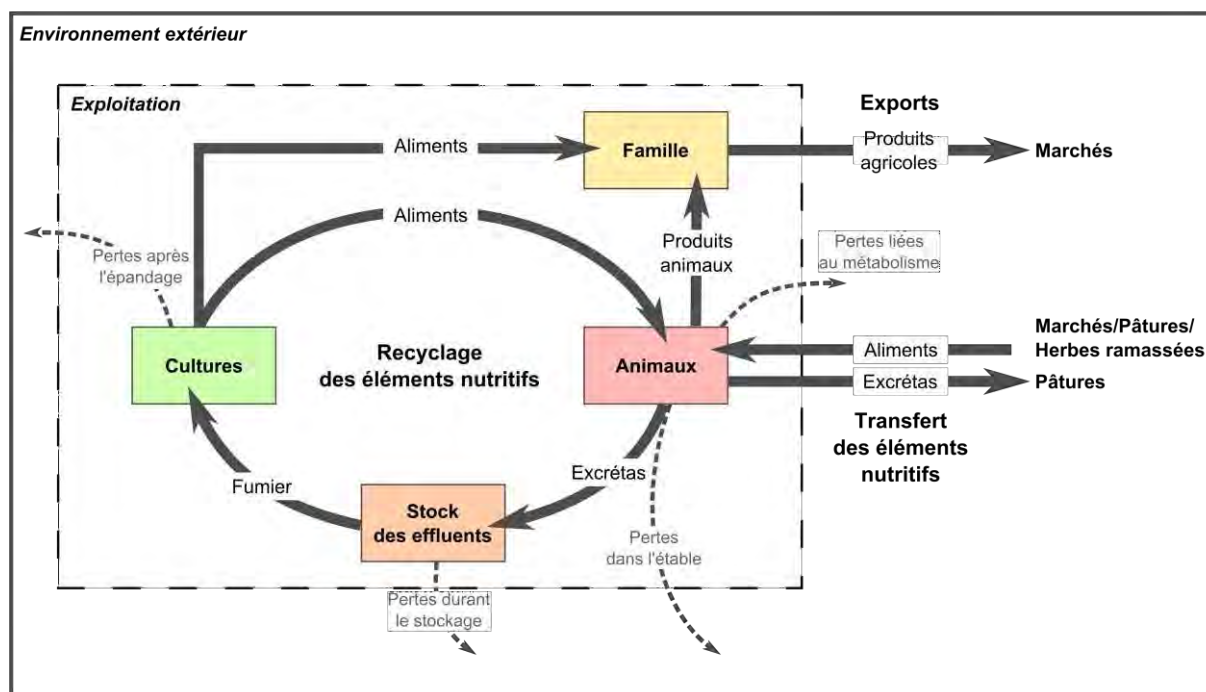 Environnement extérieur
Exploitation
Exports
Aliments
Famille
Produits
agricoles
Marchés
Aliments
Produits
animaux
Pertes liées
au métabolisme
Pertes après
l'épandage
Cultures
Recyclage
des éléments nutritifs
Animaux
Aliments
Marchés/Pâtures/
Herbes ramassées
Excrétas
Pâtures
Transfert
des éléments
nutritifs
Fumier
Excrétas
Stock
des effluents
Pertes
dans l'étable
Pertes durant
le stockage